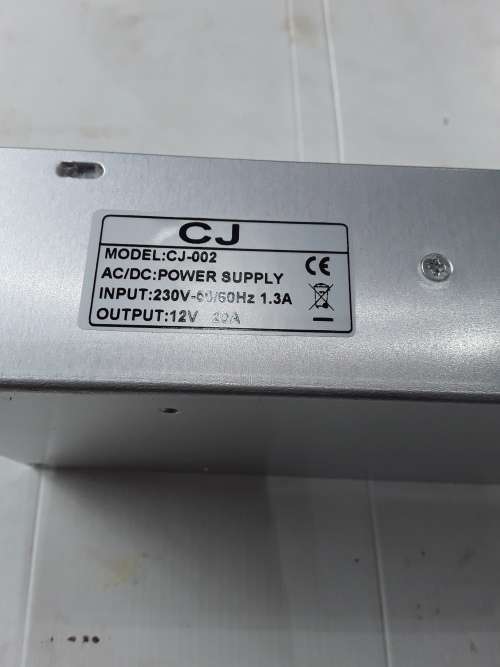 CJ
MODEL:CJ-002
AC/DC:POWER SUPPLY
INPUT:230V-50/60Hz 1.3A
OUTPUT:12V 20A
CE